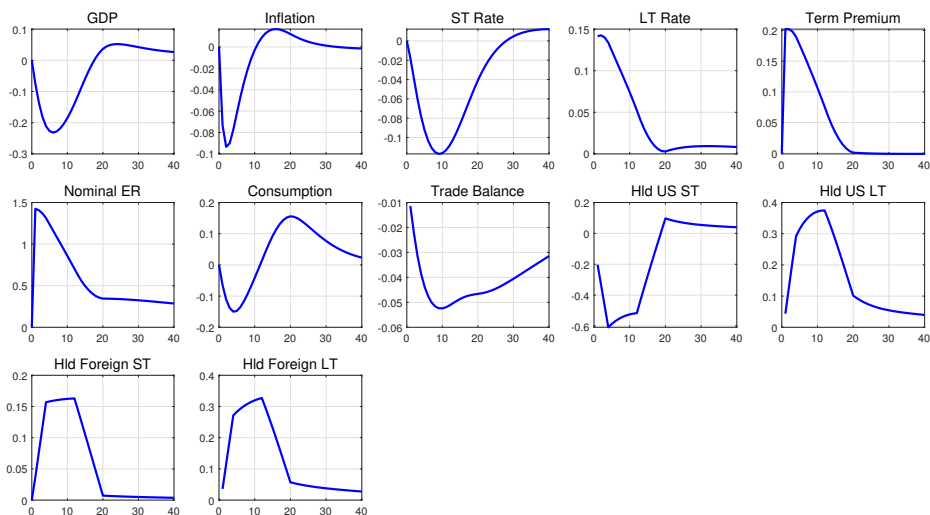 GDP
0.1
0
-0.1
-0.2
-0.3
0 10 20 30 40
Inflation
0
-0.02
-0.04
-0.06
-0.08
-0.1
0 10 20 30 40
ST Rate
0
-0.02
-0.04
-0.06
-0.08
-0.1
0 10 20 30 40
LT Rate
0.15
0.1
0.05
0
0 10 20 30 40
Term Premium
0.2
0.15
0.1
0.05
0
0 10 20 30 40
Nominal ER
1.5
1
0.5
0
0 10 20 30 40
Consumption
0.2
0.1
0
-0.1
-0.2
0 10 20 30 40
Trade Balance
-0.01
-0.02
-0.03
-0.04
-0.05
-0.06
0 10 20 30 40
Hld US ST
0.2
0
-0.2
-0.4
-0.6
0 10 20 30 40
Hld US LT
0.4
0.3
0.2
0.1
0
0 10 20 30 40
Hld Foreign ST
0.2
0.15
0.1
0.05
0
0 10 20 30 40
Hld Foreign LT
0.4
0.3
0.2
0.1
0
0 10 20 30 40